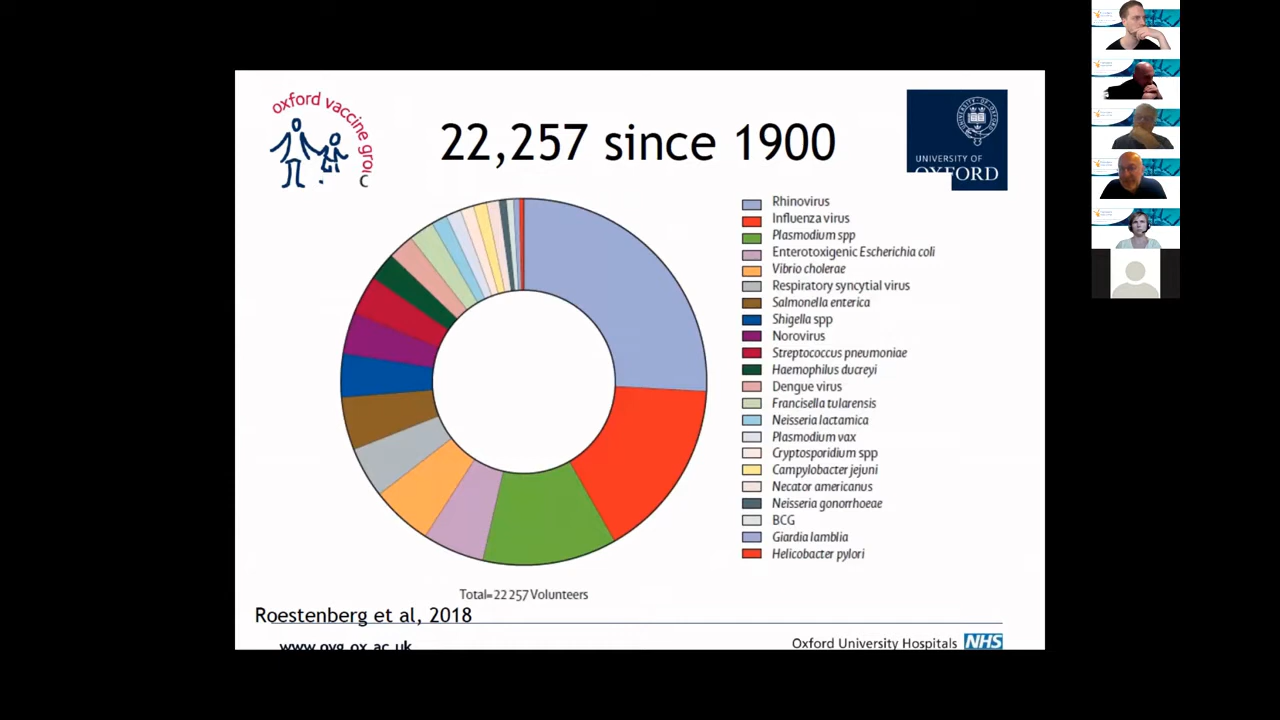 oxford vaccine grou
22,257 since 1900
UNIVERSITY OF
OXFORD
Rhinovirus
Influenza virus
Plasmodium spp
Enterotoxigenic Escherichia coli
Vibrio cholerae
Respiratory syncytial virus
Salmonella enterica
Shigella spp
Norovirus
Streptococcus pneumoniae
Haemophilus ducreyi
Dengue virus
Francisella tularensis
Neisseria lactamica
Plasmodium vax
Cryptosporidium spp
Campylobacter jejuni
Necator americanus
Neisseria gonorrhoeae
BCG
Giardia lamblia
Helicobacter pylori
Total=22 257 Volunteers
Roestenberg et al, 2018
www.ovg.ox.ac.uk
Oxford University Hospitals NHS